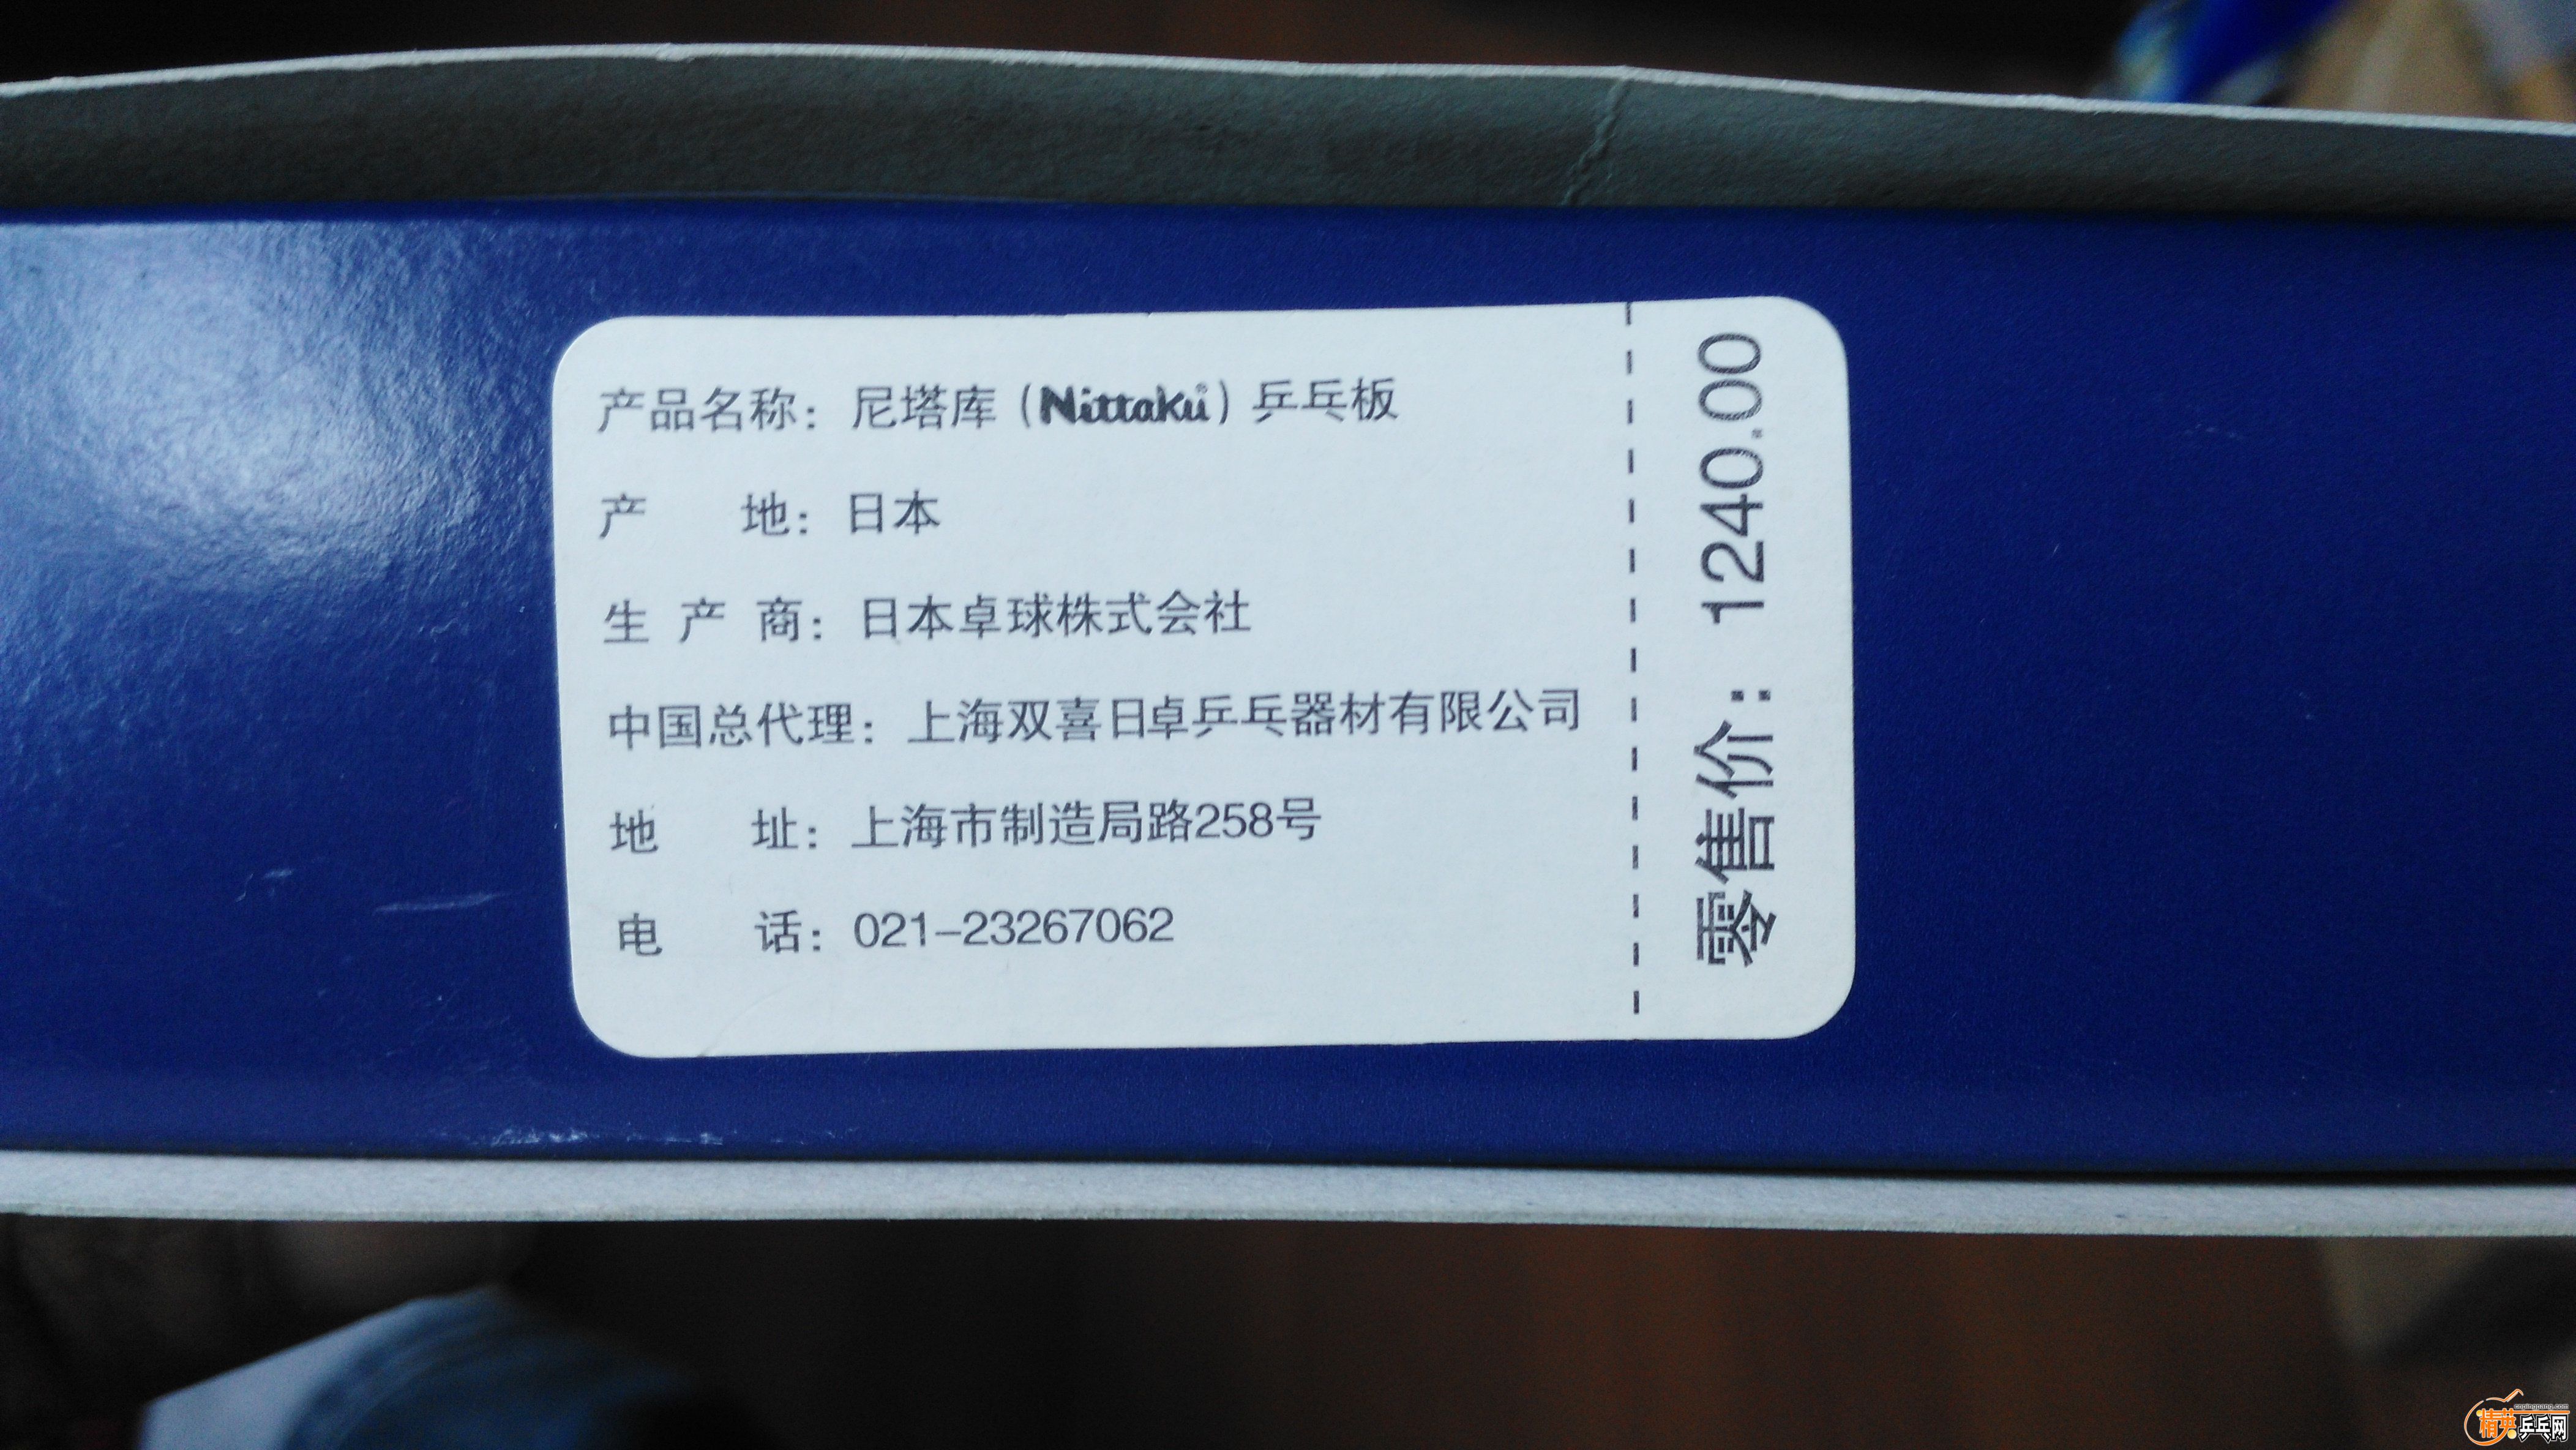 产品名称：尼塔库（Nittaku®）乒乓板
产 地：日本
生产商：日本卓球株式会社
中国总代理：上海双喜日卓乒乓器材有限公司
地 址：上海市制造局路258号
电 话：021-23267062
零售价：1240.00
精英乒乓网